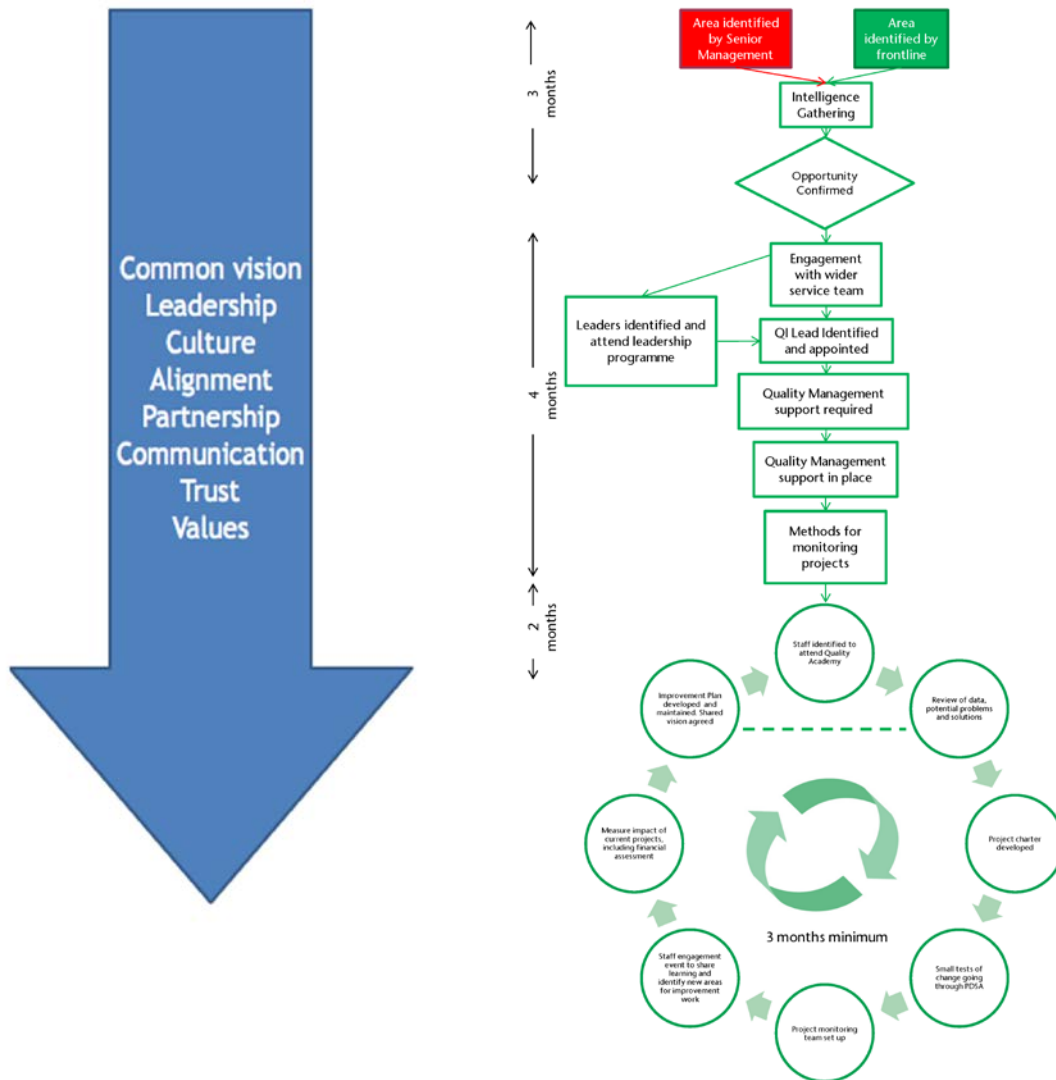 Common vision
Leadership
Culture
Alignment
Partnership
Communication
Trust
Values
3
months
4
months
2
months
Area identified
by Senior
Management
Area
identified by
frontline
Intelligence
Gathering
Opportunity
Confirmed
Engagement
with wider
service team
Leaders identified and
attend leadership
programme
QI Lead Identified
and appointed
Quality Management
support required
Quality Management
support in place
Methods for
monitoring
projects
Staff identified to
attend Quality
Academy
Review of data,
potential problems
and solutions
Project charter
developed
Small tests of
change going
through PDSA
Project monitoring
team set up
Staff engagement
event to share
learning and
identify new areas
for improvement
work
Measure impact of
current projects,
including financial
assessment
Improvement Plan
developed and
maintained. Shared
vision agreed
3 months minimum